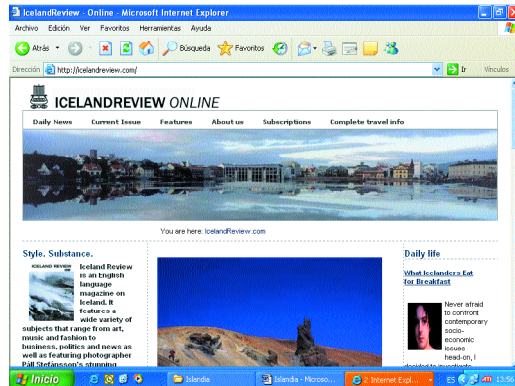 IcelandReview - Online - Microsoft Internet Explorer
Archivo Edición Ver Favoritos Herramientas Ayuda
Atrás Búsqueda Favoritos
Dirección http://icelandreview.com/ Ir Vínculos
ICELANDREVIEW ONLINE
Daily News Current Issue Features About us Subscriptions Complete travel info
You are here: IcelandReview.com
Style. Substance.
ICELAND REVIEW
Iceland Review
is an English
language
magazine on
Iceland. It
features a
wide variety of
subjects that range from art,
music and fashion to
business, politics and news as
well as featuring photographer
Páll Stefánsson's stunning
Daily life
What Icelanders Eat
for Breakfast
Never afraid
to confront
contemporary
socio-
economic
issues
head-on, I
decided to investigate
Inicio Islandia Islandia - Microso... 2 Internet Expl... ES 13:56